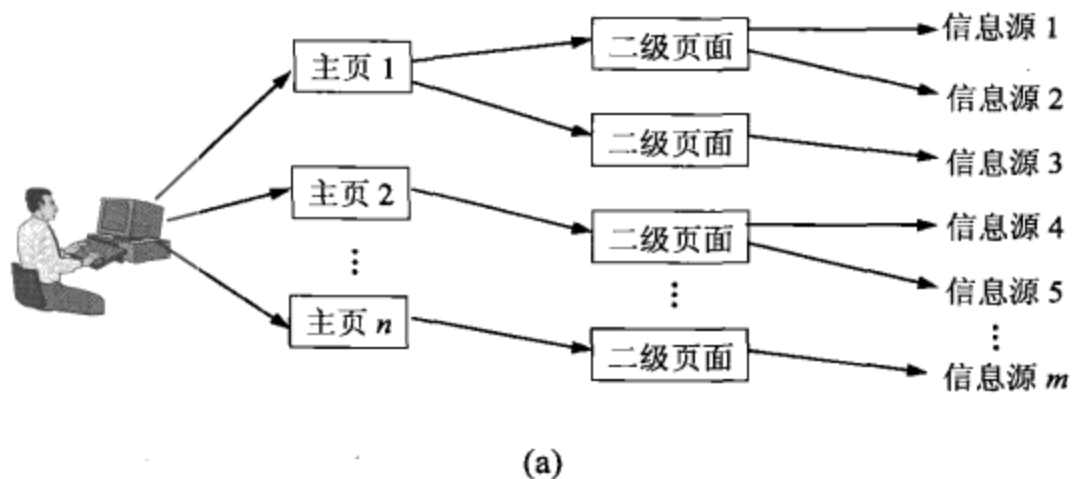 主页 1
二级页面
信息源 1
信息源 2
二级页面
信息源 3
主页 2
二级页面
信息源 4
信息源 5
⋮
⋮
⋮
主页 n
二级页面
信息源 m
(a)